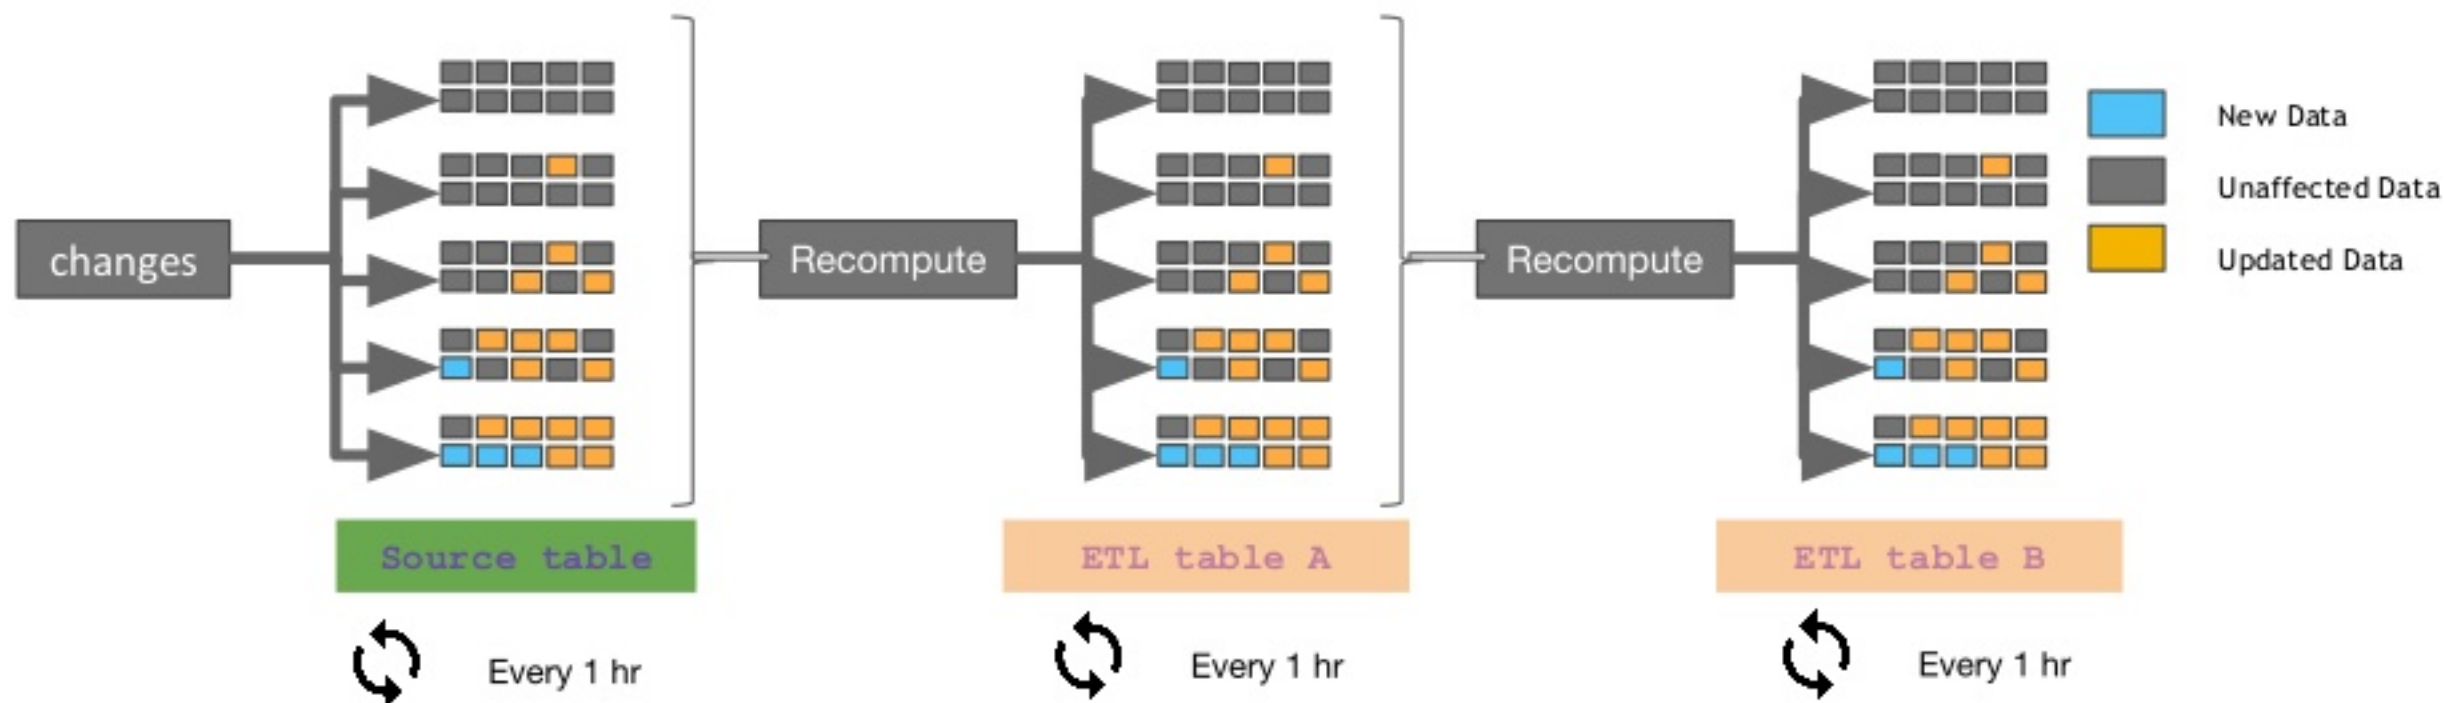 changes
Recompute
Recompute
New Data
Unaffected Data
Updated Data
Source table
ETL table A
ETL table B
Every 1 hr
Every 1 hr
Every 1 hr